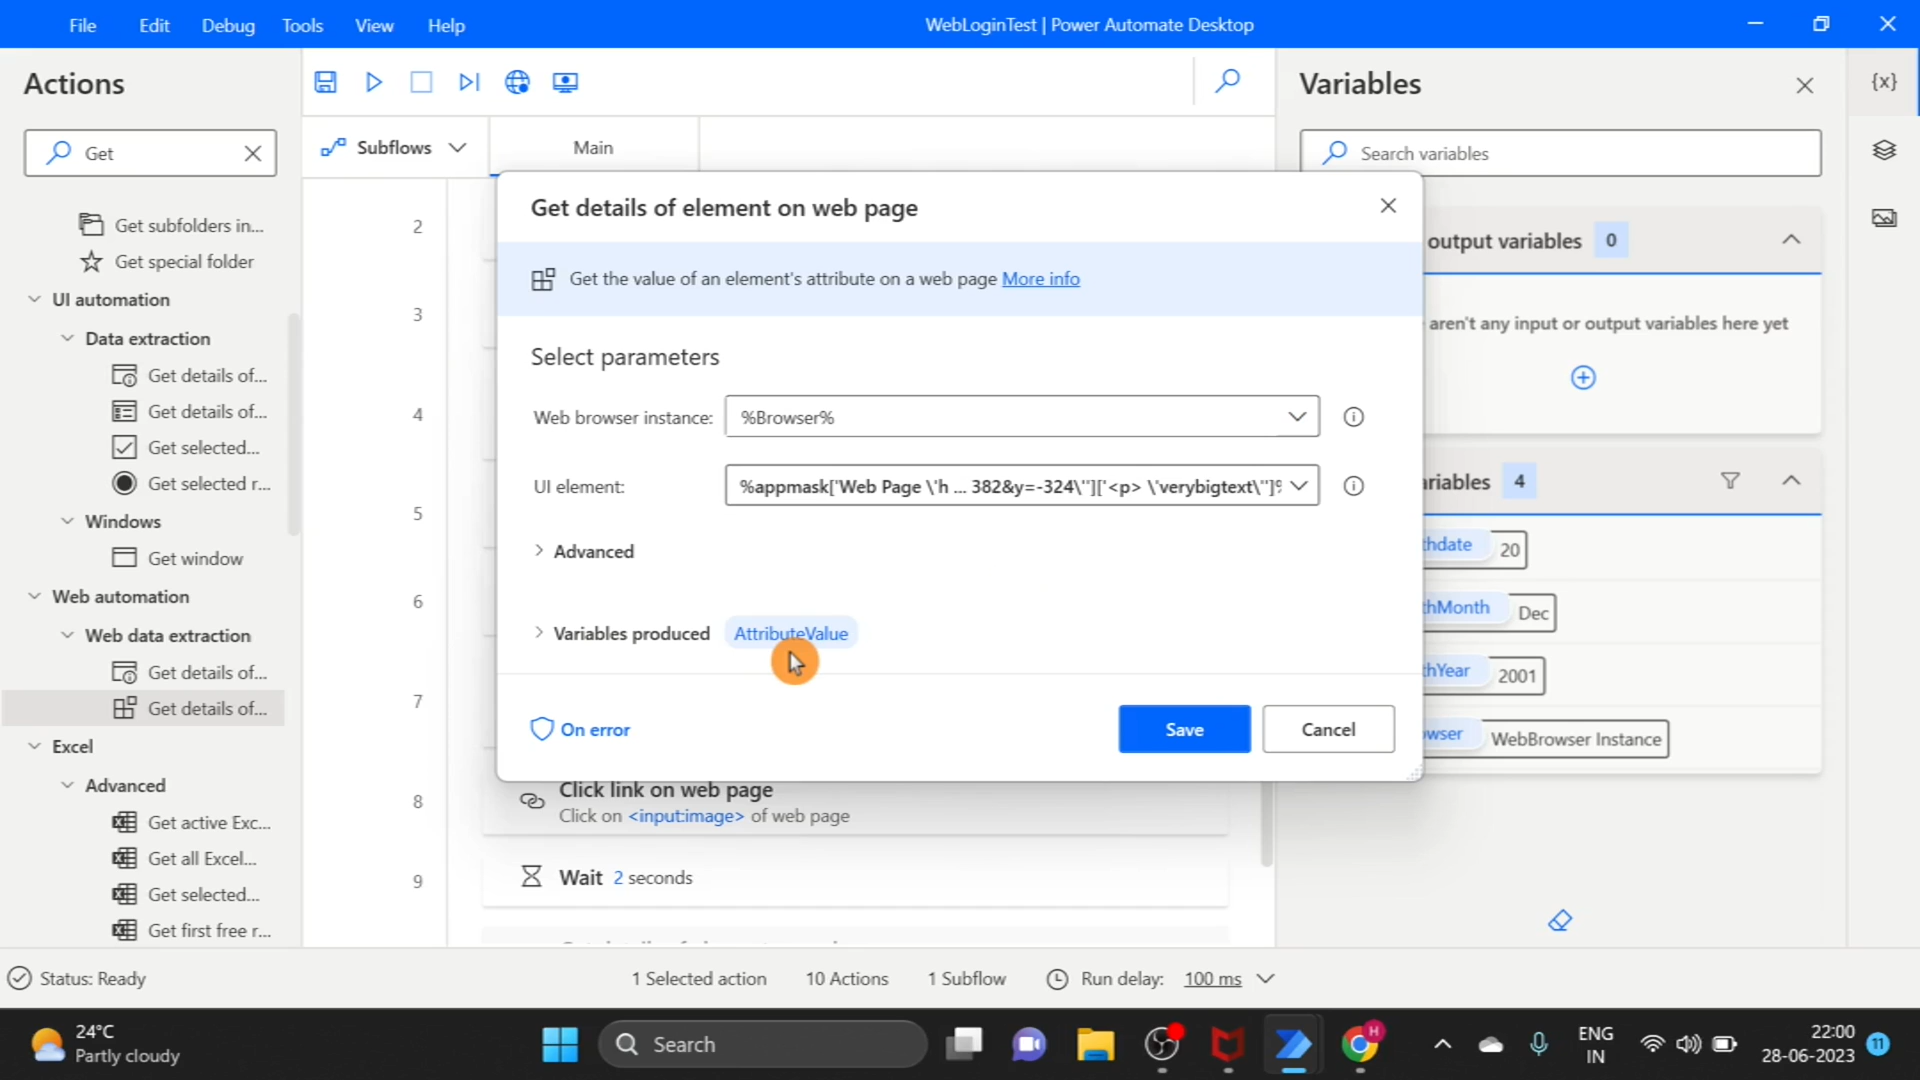 File Edit Debug Tools View Help
WebLoginTest | Power Automate Desktop
Actions
Get
Get subfolders in...
Get special folder
UI automation
Data extraction
Get details of...
Get details of...
Get selected...
Get selected r...
Windows
Get window
Web automation
Web data extraction
Get details of...
Get details of...
Excel
Advanced
Get active Exc...
Get all Excel...
Get selected...
Get first free r...
Subflows
Main
2
3
4
5
6
7
8
9
Get details of element on web page
Get the value of an element's attribute on a web page More info
Select parameters
Web browser instance: %Browser%
UI element: %appmask['Web Page \'h ... 382&y=-324\'']['<p> \'verybigtext\'']%
Advanced
Variables produced AttributeValue
On error
Save
Cancel
Click link on web page
Click on <input:image> of web page
Wait 2 seconds
Variables
{x}
Search variables
output variables 0
aren't any input or output variables here yet
riables 4
hdate 20
hMonth Dec
hYear 2001
wser WebBrowser Instance
Status: Ready
1 Selected action 10 Actions 1 Subflow Run delay: 100 ms
24°C
Partly cloudy
Search
H
ENG
IN
22:00
28-06-2023
11